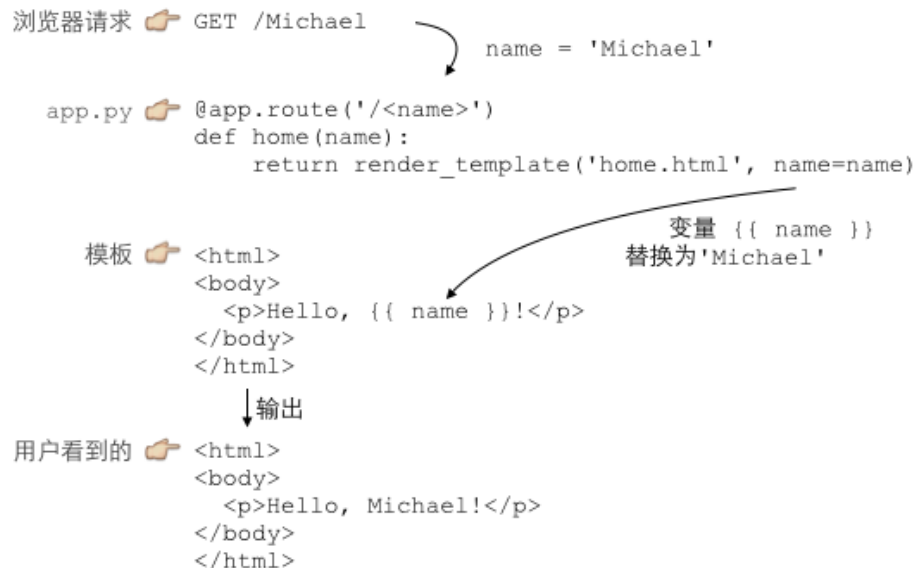 浏览器请求 GET /Michael
name = 'Michael'
app.py @app.route('/<name>')
def home(name):
    return render_template('home.html', name=name)
变量 {{ name }}
替换为'Michael'
模板 <html>
<body>
  <p>Hello, {{ name }}!</p>
</body>
</html>
输出
用户看到的 <html>
<body>
  <p>Hello, Michael!</p>
</body>
</html>